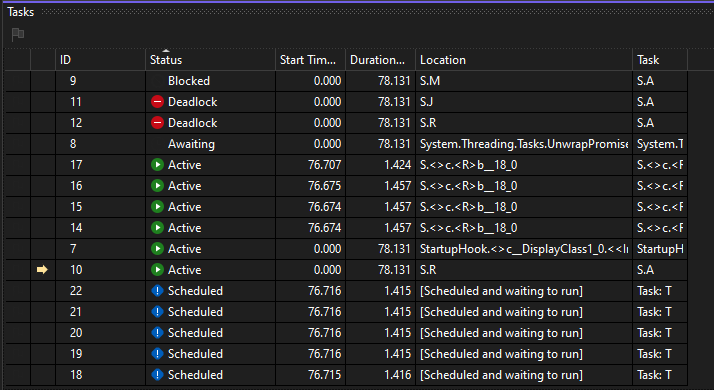 Tasks
ID Status Start Tim... Duration... Location Task
9 Blocked 0.000 78.131 S.M S.A
11 Deadlock 0.000 78.131 S.J S.A
12 Deadlock 0.000 78.131 S.R S.A
8 Awaiting 0.000 78.131 System.Threading.Tasks.UnwrapPromise System.T
17 Active 76.707 1.424 S.<>c.<R>b__18_0 S.<>c.<F
16 Active 76.675 1.457 S.<>c.<R>b__18_0 S.<>c.<F
15 Active 76.674 1.457 S.<>c.<R>b__18_0 S.<>c.<F
14 Active 76.674 1.457 S.<>c.<R>b__18_0 S.<>c.<F
7 Active 0.000 78.131 StartupHook.<>c__DisplayClass1_0.<<I StartupH
10 Active 0.000 78.131 S.R S.A
22 Scheduled 76.716 1.415 [Scheduled and waiting to run] Task: T
21 Scheduled 76.716 1.415 [Scheduled and waiting to run] Task: T
20 Scheduled 76.716 1.415 [Scheduled and waiting to run] Task: T
19 Scheduled 76.716 1.415 [Scheduled and waiting to run] Task: T
18 Scheduled 76.715 1.416 [Scheduled and waiting to run] Task: T